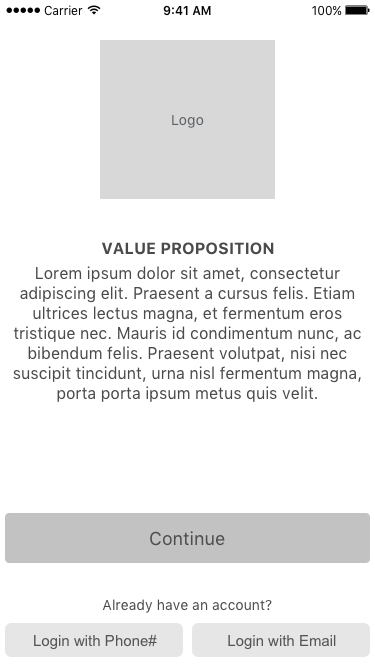 Carrier 9:41 AM 100%
Logo
VALUE PROPOSITION
Lorem ipsum dolor sit amet, consectetur
adipiscing elit. Praesent a cursus felis. Etiam
ultrices lectus magna, et fermentum eros
tristique nec. Mauris id condimentum nunc, ac
bibendum felis. Praesent volutpat, nisi nec
suscipit tincidunt, urna nisl fermentum magna,
porta porta ipsum metus quis velit.
Continue
Already have an account?
Login with Phone# Login with Email